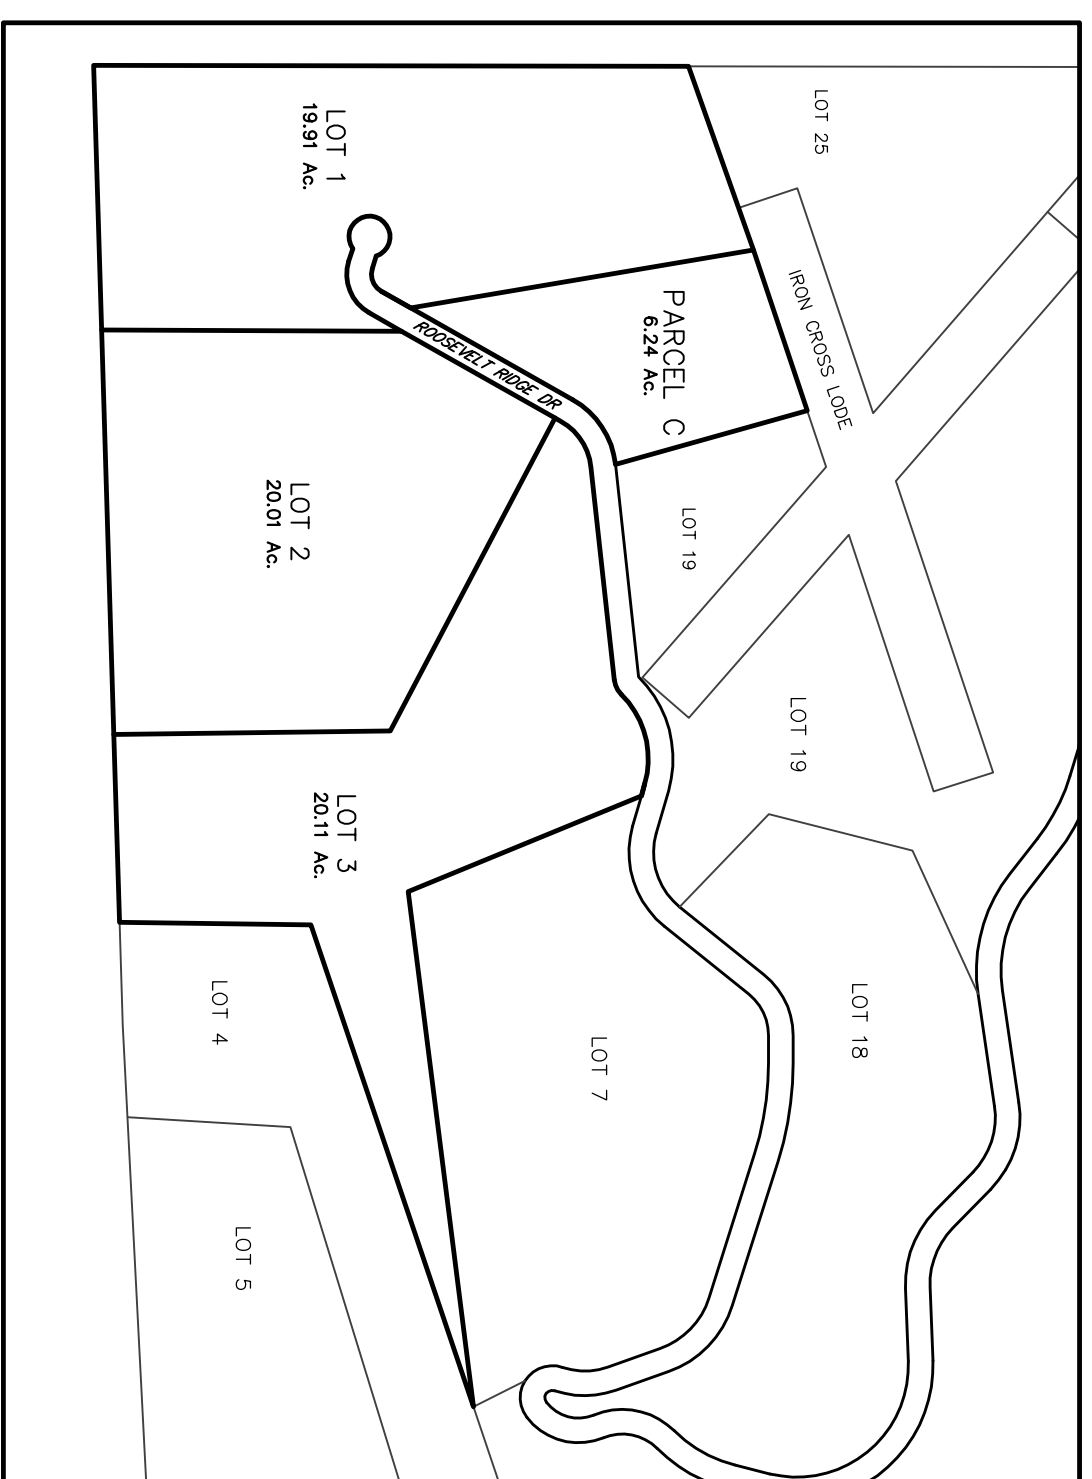 LOT 25
LOT 1
19.91 Ac.
IRON CROSS LODE
PARCEL C
6.24 Ac.
ROOSEVELT RIDGE DR
LOT 19
LOT 2
20.01 Ac.
LOT 19
LOT 3
20.11 Ac.
LOT 18
LOT 7
LOT 4
LOT 5